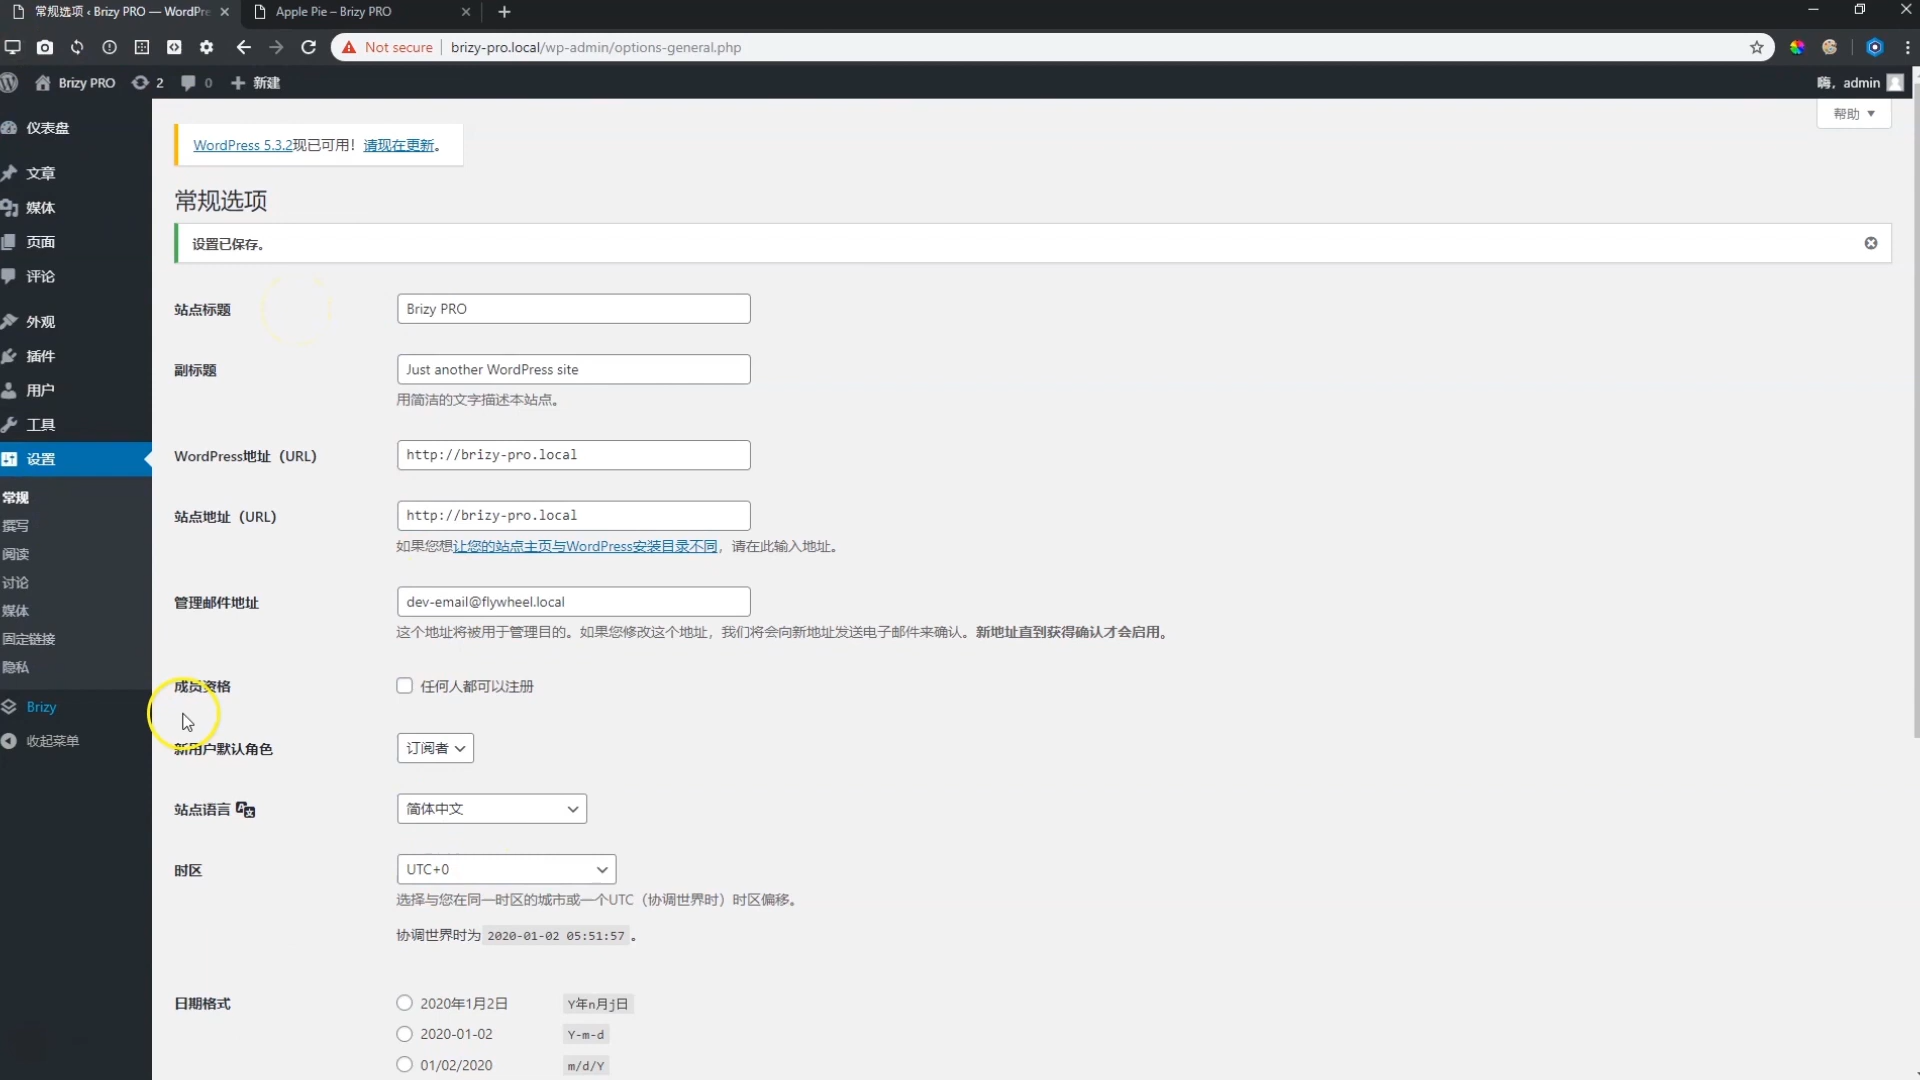 常规选项 ‹ Brizy PRO — WordPre
Apple Pie – Brizy PRO
Not secure
brizy-pro.local/wp-admin/options-general.php
Brizy PRO
2
0
新建
嗨，admin
帮助
仪表盘
文章
媒体
页面
评论
外观
插件
用户
工具
设置
常规
撰写
阅读
讨论
媒体
固定链接
隐私
Brizy
收起菜单
WordPress 5.3.2现已可用！请现在更新。
常规选项
设置已保存。
站点标题
Brizy PRO
副标题
Just another WordPress site
用简洁的文字描述本站点。
WordPress地址（URL）
http://brizy-pro.local
站点地址（URL）
http://brizy-pro.local
如果您想让您的站点主页与WordPress安装目录不同，请在此输入地址。
管理邮件地址
dev-email@flywheel.local
这个地址将被用于管理目的。如果您修改这个地址，我们将会向新地址发送电子邮件来确认。新地址直到获得确认才会启用。
成员资格
任何人都可以注册
新用户默认角色
订阅者
站点语言
简体中文
时区
UTC+0
选择与您在同一时区的城市或一个UTC（协调世界时）时区偏移。
协调世界时为 2020-01-02 05:51:57 。
日期格式
2020年1月2日 Y年n月j日
2020-01-02 Y-m-d
01/02/2020 m/d/Y